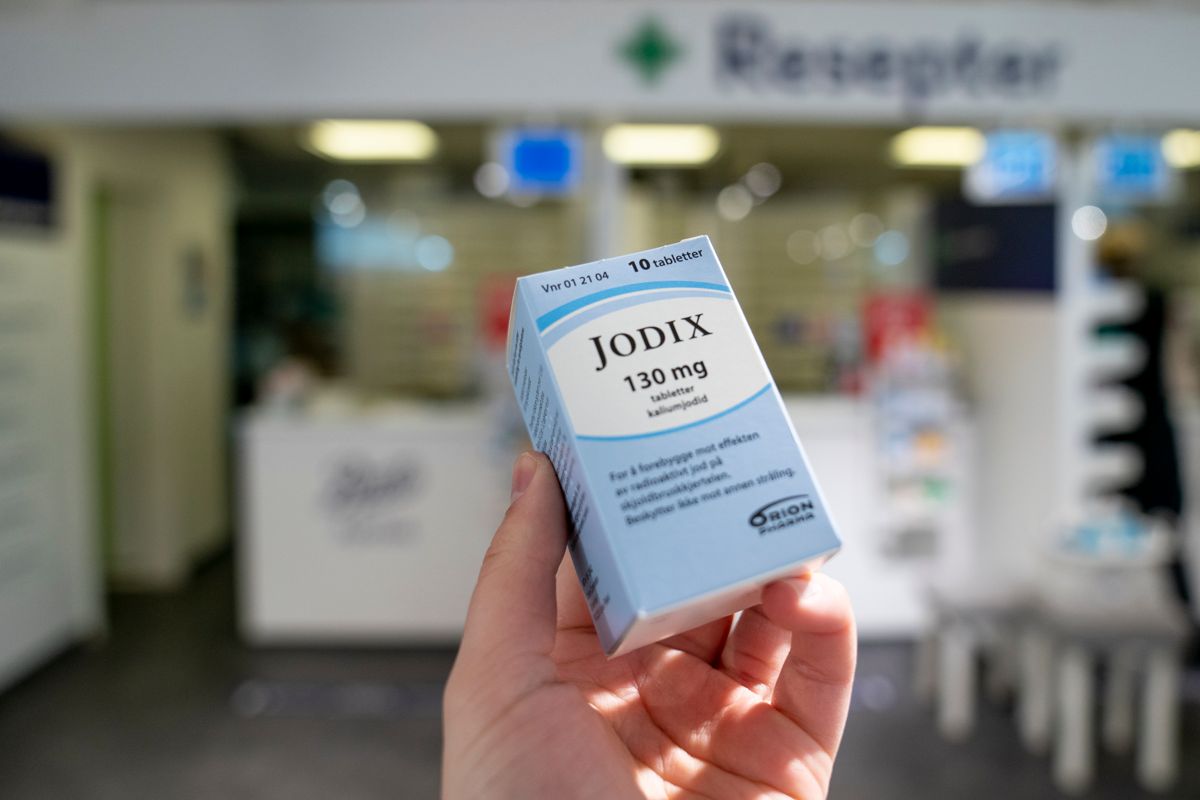 Resepter
Vnr 01 21 04 10 tabletter
JODIX
130 mg
tabletter
kaliumjodid
For å forebygge mot effekten
av radioaktivt jod på
skjoldbruskkjertelen.
Beskytter ikke mot annen stråling.
ORION
PHARMA